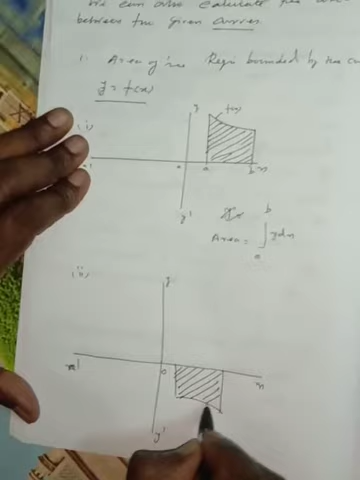 We can also calculate the
between two given curves.
1. Area of the Region bounded by the
y = f(x)
(i)
y
f(x)
o a b x
y'
b
Area = ∫ y dx
a
(ii)
y
x' o x
y'